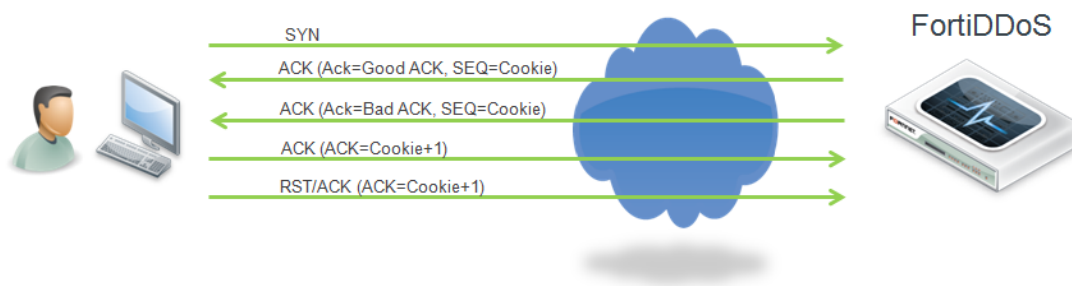 FortiDDoS
SYN
ACK (Ack=Good ACK, SEQ=Cookie)
ACK (Ack=Bad ACK, SEQ=Cookie)
ACK (ACK=Cookie+1)
RST/ACK (ACK=Cookie+1)
FORTINET